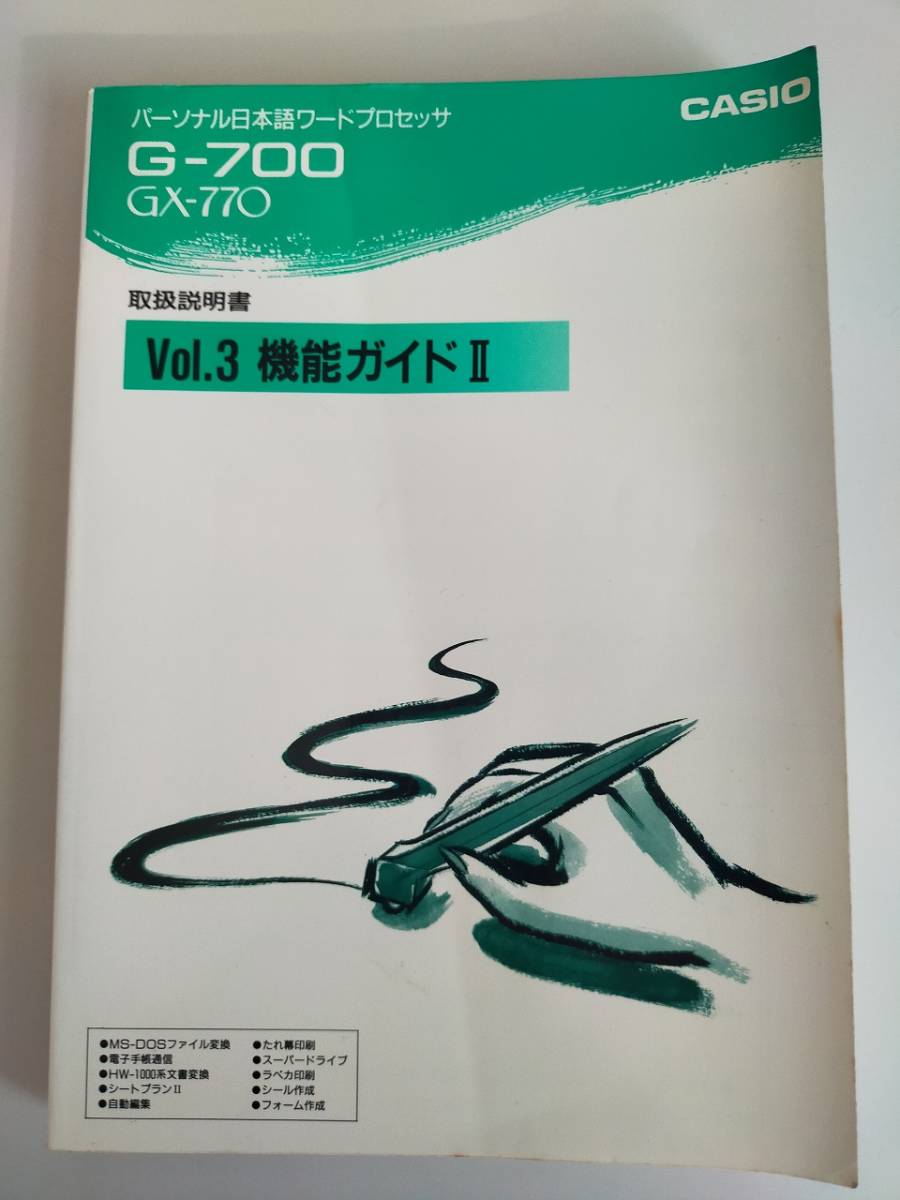 パーソナル日本語ワードプロセッサ
CASIO
G-700
GX-770
取扱説明書
Vol.3 機能ガイドⅡ
●MS-DOSファイル変換
●電子手帳通信
●HW-1000系文書変換
●シートプランⅡ
●自動編集
●たれ幕印刷
●スーパードライブ
●ラベカ印刷
●シール作成
●フォーム作成